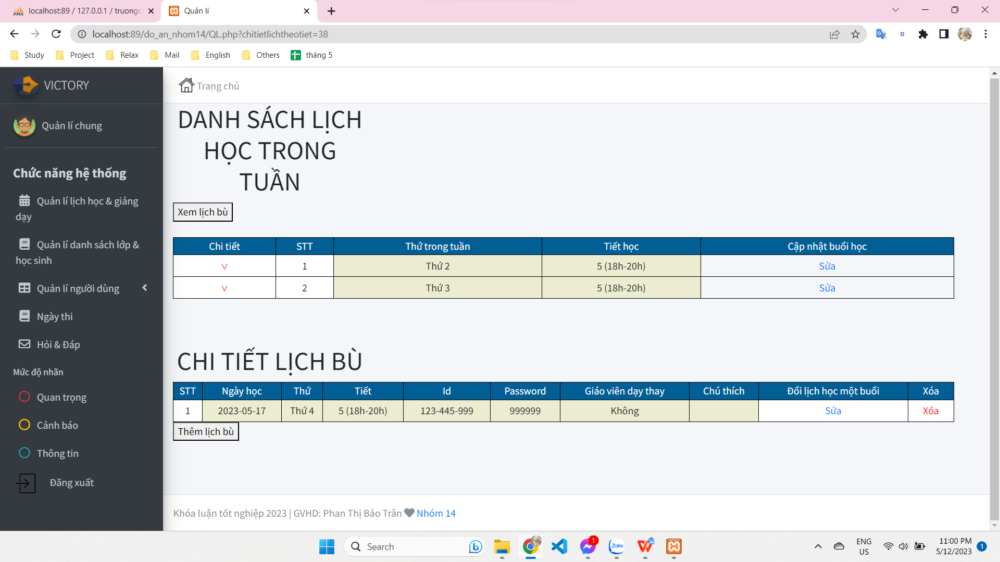 localhost:89 / 127.0.0.1 / truongc
Quản lí
localhost:89/do_an_nhom14/QL.php?chitietlichtheotiet=38
Study Project Relax Mail English Others tháng 5
VICTORY
Quản lí chung
Chức năng hệ thống
Quản lí lịch học & giảng
dạy
Quản lí danh sách lớp &
học sinh
Quản lí người dùng
Ngày thi
Hỏi & Đáp
Mức độ nhãn
Quan trọng
Cảnh báo
Thông tin
Đăng xuất
Trang chủ
DANH SÁCH LỊCH
HỌC TRONG
TUẦN
Xem lịch bù
Chi tiết STT Thứ trong tuần Tiết học Cập nhật buổi học
V 1 Thứ 2 5 (18h-20h) Sửa
V 2 Thứ 3 5 (18h-20h) Sửa
CHI TIẾT LỊCH BÙ
STT Ngày học Thứ Tiết Id Password Giáo viên dạy thay Chú thích Đổi lịch học một buổi Xóa
1 2023-05-17 Thứ 4 5 (18h-20h) 123-445-999 999999 Không Sửa Xóa
Thêm lịch bù
Khóa luận tốt nghiệp 2023 | GVHD: Phan Thị Bảo Trân Nhóm 14
Search
1
Zalo
ENG
US
11:00 PM
5/12/2023
1